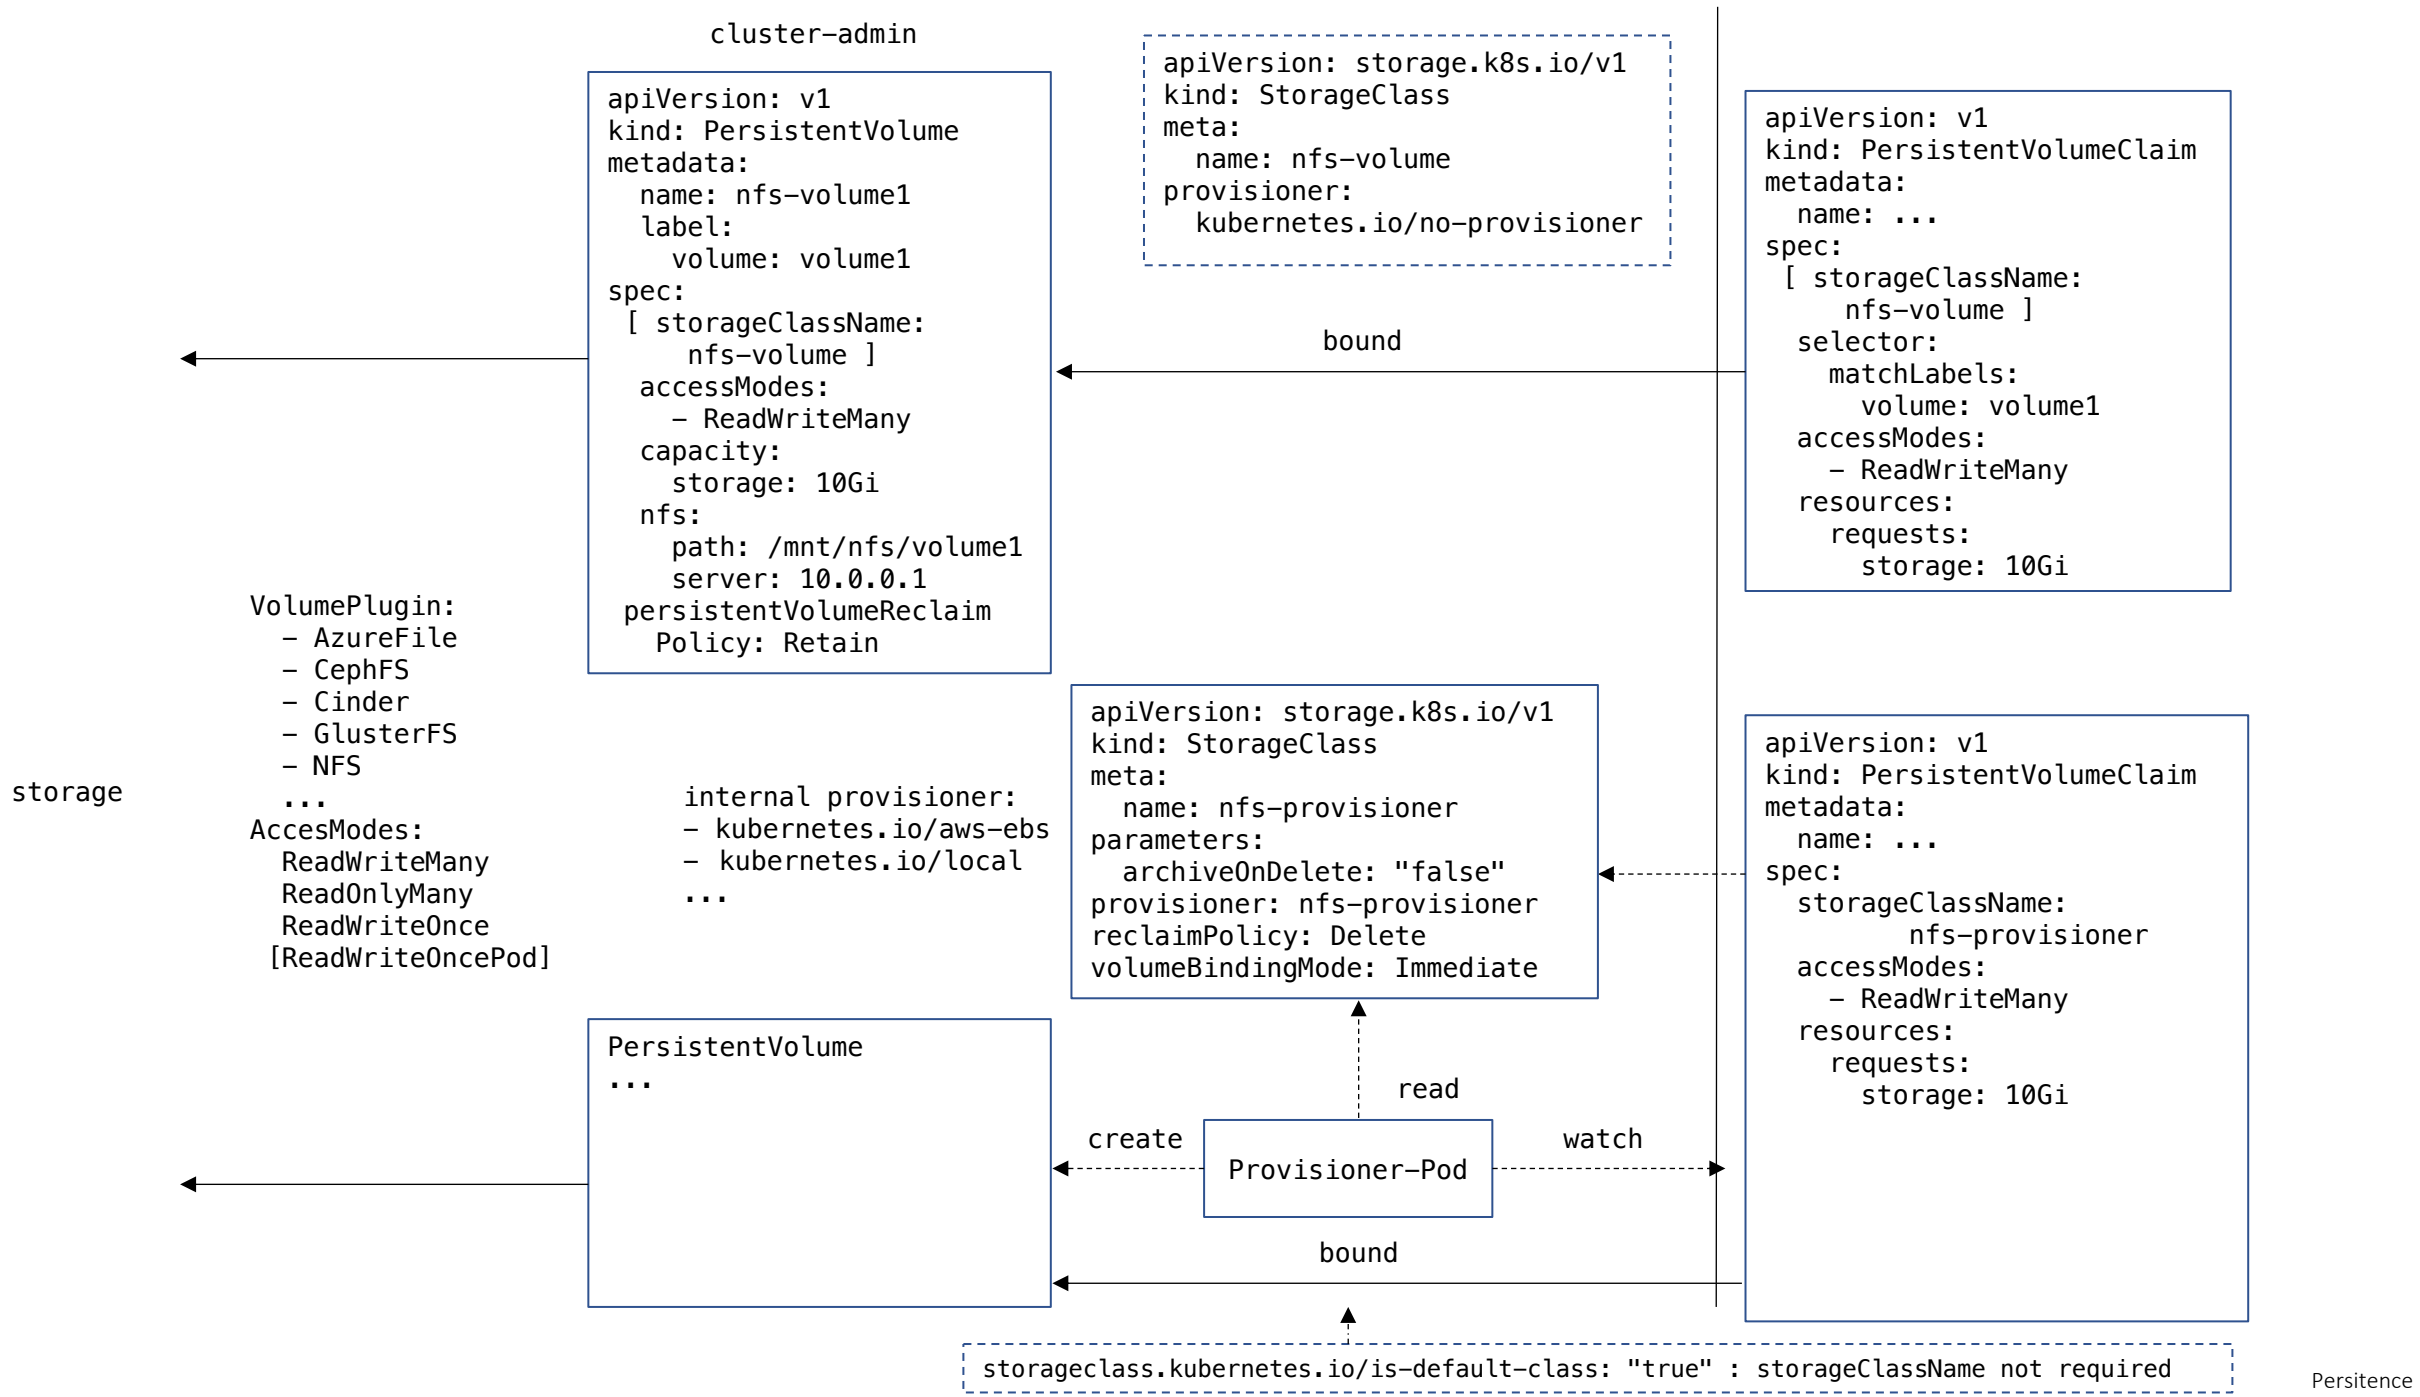 cluster-admin
apiVersion: v1
kind: PersistentVolume
metadata:
  name: nfs-volume1
  label:
    volume: volume1
spec:
 [ storageClassName:
     nfs-volume ]
  accessModes:
    - ReadWriteMany
  capacity:
    storage: 10Gi
  nfs:
    path: /mnt/nfs/volume1
    server: 10.0.0.1
 persistentVolumeReclaim
   Policy: Retain
apiVersion: storage.k8s.io/v1
kind: StorageClass
meta:
  name: nfs-volume
provisioner:
  kubernetes.io/no-provisioner
bound
apiVersion: v1
kind: PersistentVolumeClaim
metadata:
  name: ...
spec:
 [ storageClassName:
     nfs-volume ]
  selector:
    matchLabels:
      volume: volume1
  accessModes:
    - ReadWriteMany
  resources:
    requests:
      storage: 10Gi
storage
VolumePlugin:
  - AzureFile
  - CephFS
  - Cinder
  - GlusterFS
  - NFS
  ...
AccesModes:
  ReadWriteMany
  ReadOnlyMany
  ReadWriteOnce
 [ReadWriteOncePod]
internal provisioner:
- kubernetes.io/aws-ebs
- kubernetes.io/local
...
apiVersion: storage.k8s.io/v1
kind: StorageClass
meta:
  name: nfs-provisioner
parameters:
  archiveOnDelete: "false"
provisioner: nfs-provisioner
reclaimPolicy: Delete
volumeBindingMode: Immediate
apiVersion: v1
kind: PersistentVolumeClaim
metadata:
  name: ...
spec:
  storageClassName:
         nfs-provisioner
  accessModes:
    - ReadWriteMany
  resources:
    requests:
      storage: 10Gi
PersistentVolume
...
read
create
Provisioner-Pod
watch
bound
storageclass.kubernetes.io/is-default-class: "true" : storageClassName not required
Persitence